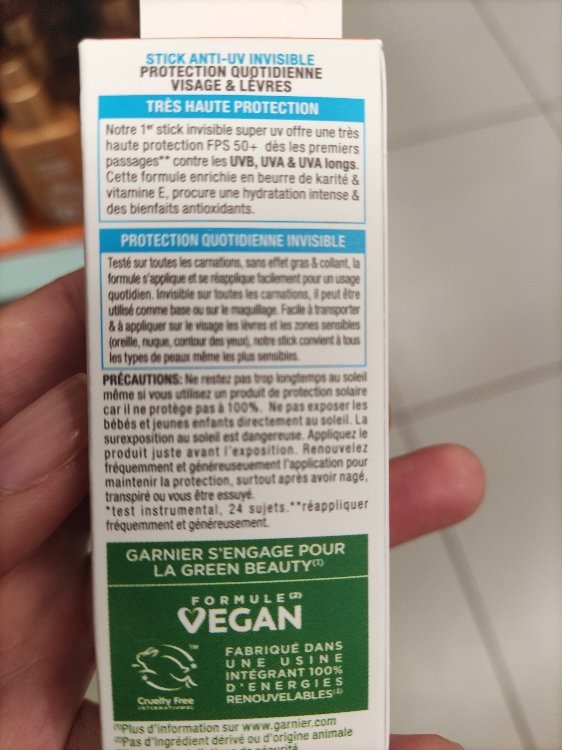 STICK ANTI-UV INVISIBLE
PROTECTION QUOTIDIENNE
VISAGE & LÈVRES
TRÈS HAUTE PROTECTION
Notre 1er stick invisible super uv offre une très
haute protection FPS 50+ dès les premiers
passages** contre les UVB, UVA & UVA longs.
Cette formule enrichie en beurre de karité &
vitamine E, procure une hydratation intense &
des bienfaits antioxidants.
PROTECTION QUOTIDIENNE INVISIBLE
Testé sur toutes les carnations, sans effet gras & collant, la
formule s'applique et se réapplique facilement pour un usage
quotidien. Invisible sur toutes les carnations, il peut être
utilisé comme base ou sur le maquillage. Facile à transporter
& à appliquer sur le visage les lèvres et les zones sensibles
(oreille, nuque, contour des yeux), notre stick convient à tous
les types de peaux même les plus sensibles.
PRÉCAUTIONS: Ne restez pas trop longtemps au soleil
même si vous utilisez un produit de protection solaire
car il ne protège pas à 100%. Ne pas exposer les
bébés et jeunes enfants directement au soleil. La
surexposition au soleil est dangereuse. Appliquez le
produit juste avant l'exposition. Renouvelez
fréquemment et généreuseuement l'application pour
maintenir la protection, surtout après avoir nagé,
transpiré ou vous être essuyé.
*test instrumental, 24 sujets.**réappliquer
fréquemment et généreusement.
GARNIER S'ENGAGE POUR
LA GREEN BEAUTY(1)
FORMULE(2)
VEGAN
TM
Cruelty Free
INTERNATIONAL
FABRIQUÉ DANS
UNE USINE
INTÉGRANT 100%
D'ÉNERGIES
RENOUVELABLES(3)
(1)Plus d'information sur www.garnier.com
(2)Pas d'ingrédient dérivé ou d'origine animale